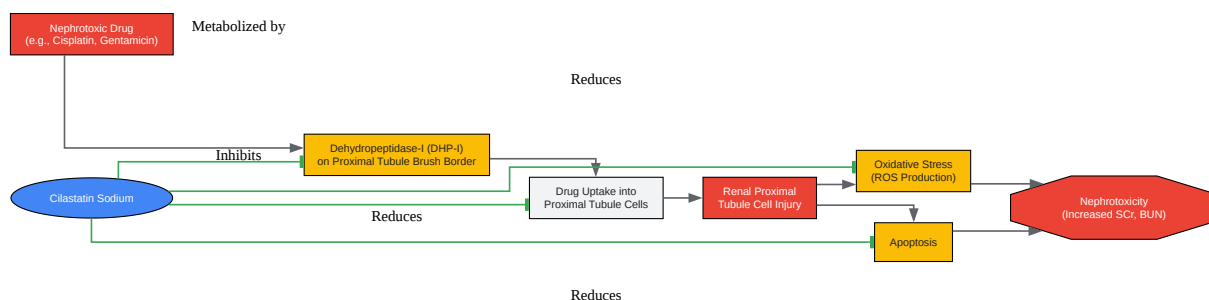 Nephrotoxic Drug
(e.g., Cisplatin, Gentamicin)
Metabolized by
Reduces
Dehydropeptidase-I (DHP-I)
on Proximal Tubule Brush Border
Inhibits
Oxidative Stress
(ROS Production)
Cilastatin Sodium
Drug Uptake into
Proximal Tubule Cells
Renal Proximal
Tubule Cell Injury
Nephrotoxicity
(Increased SCr, BUN)
Reduces
Apoptosis
Reduces